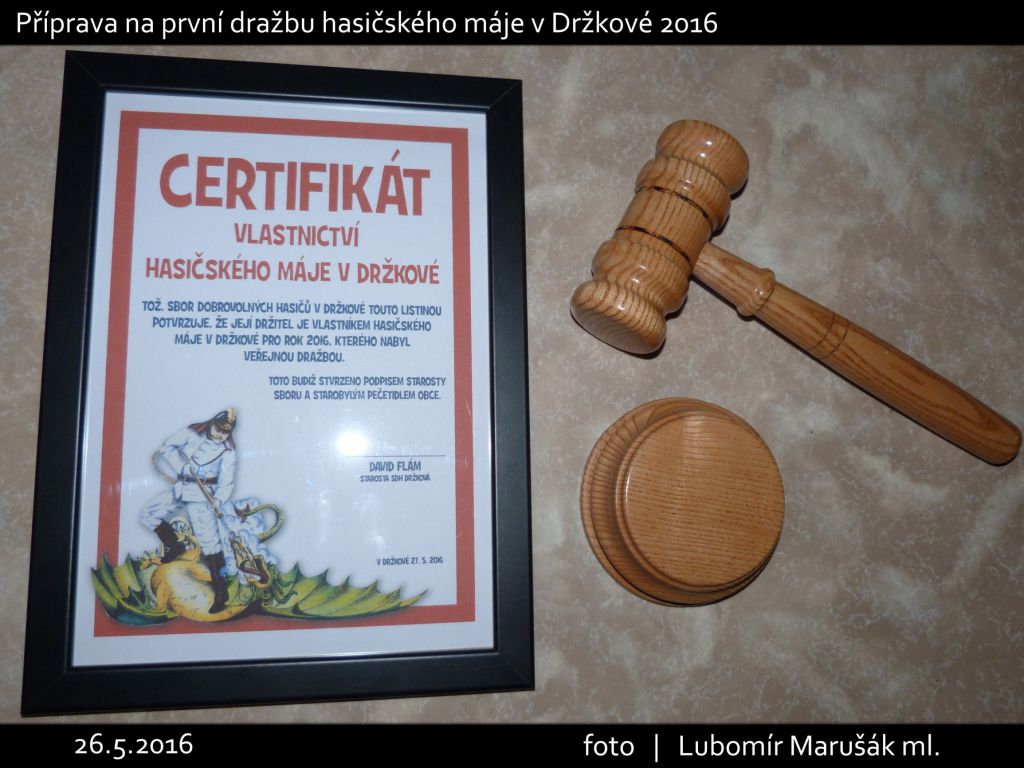 Příprava na první dražbu hasičského máje v Držkové 2016
CERTIFIKÁT
VLASTNICTVÍ
HASIČSKÉHO MÁJE V DRŽKOVÉ
TOŽ. SBOR DOBROVOLNÝCH HASIČŮ V DRŽKOVÉ TOUTO LISTINOU
POTVRZUJE, ŽE JEJÍ DRŽITEL JE VLASTNÍKEM HASIČSKÉHO
MÁJE V DRŽKOVÉ PRO ROK 2016, KTERÉHO NABYL
VEŘEJNOU DRAŽBOU.
TOTO BUDIŽ STVRZENO PODPISEM STAROSTY
SBORU A STAROBYLÝM PEČETIDLEM OBCE.
DAVID FLÁM
STAROSTA SDH DRŽKOVÁ
V DRŽKOVÉ 27. 5. 2016
26.5.2016
foto | Lubomír Marušák ml.